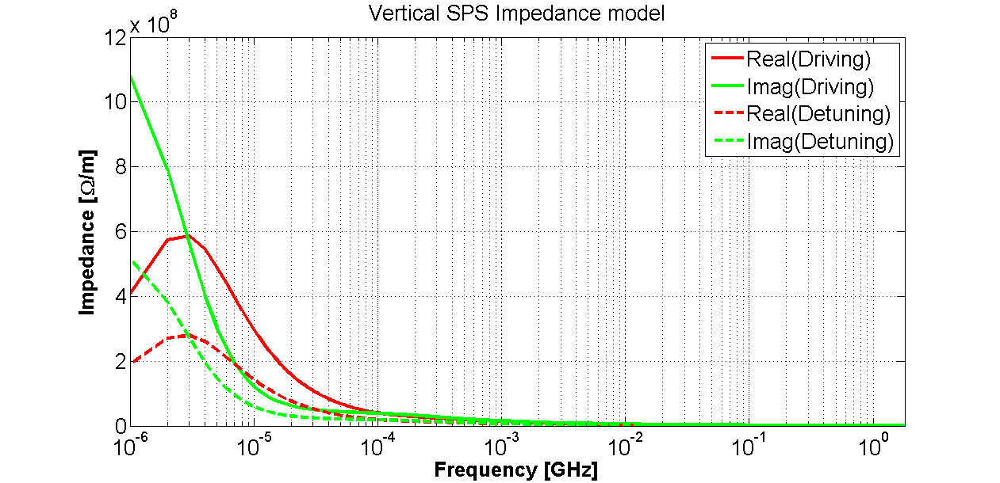 Vertical SPS Impedance model
x 10^8
12
10
8
6
4
2
0
Impedance [Ω/m]
Real(Driving)
Imag(Driving)
Real(Detuning)
Imag(Detuning)
10^-6 10^-5 10^-4 10^-3 10^-2 10^-1 10^0
Frequency [GHz]